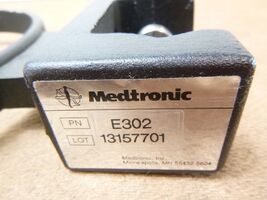 Medtronic
PN E302
LOT 13157701
Medtronic, Inc.
Minneapolis, MN 55432-5604